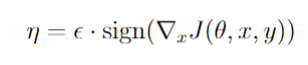 η = ϵ · sign(∇ₓJ(θ, x, y))